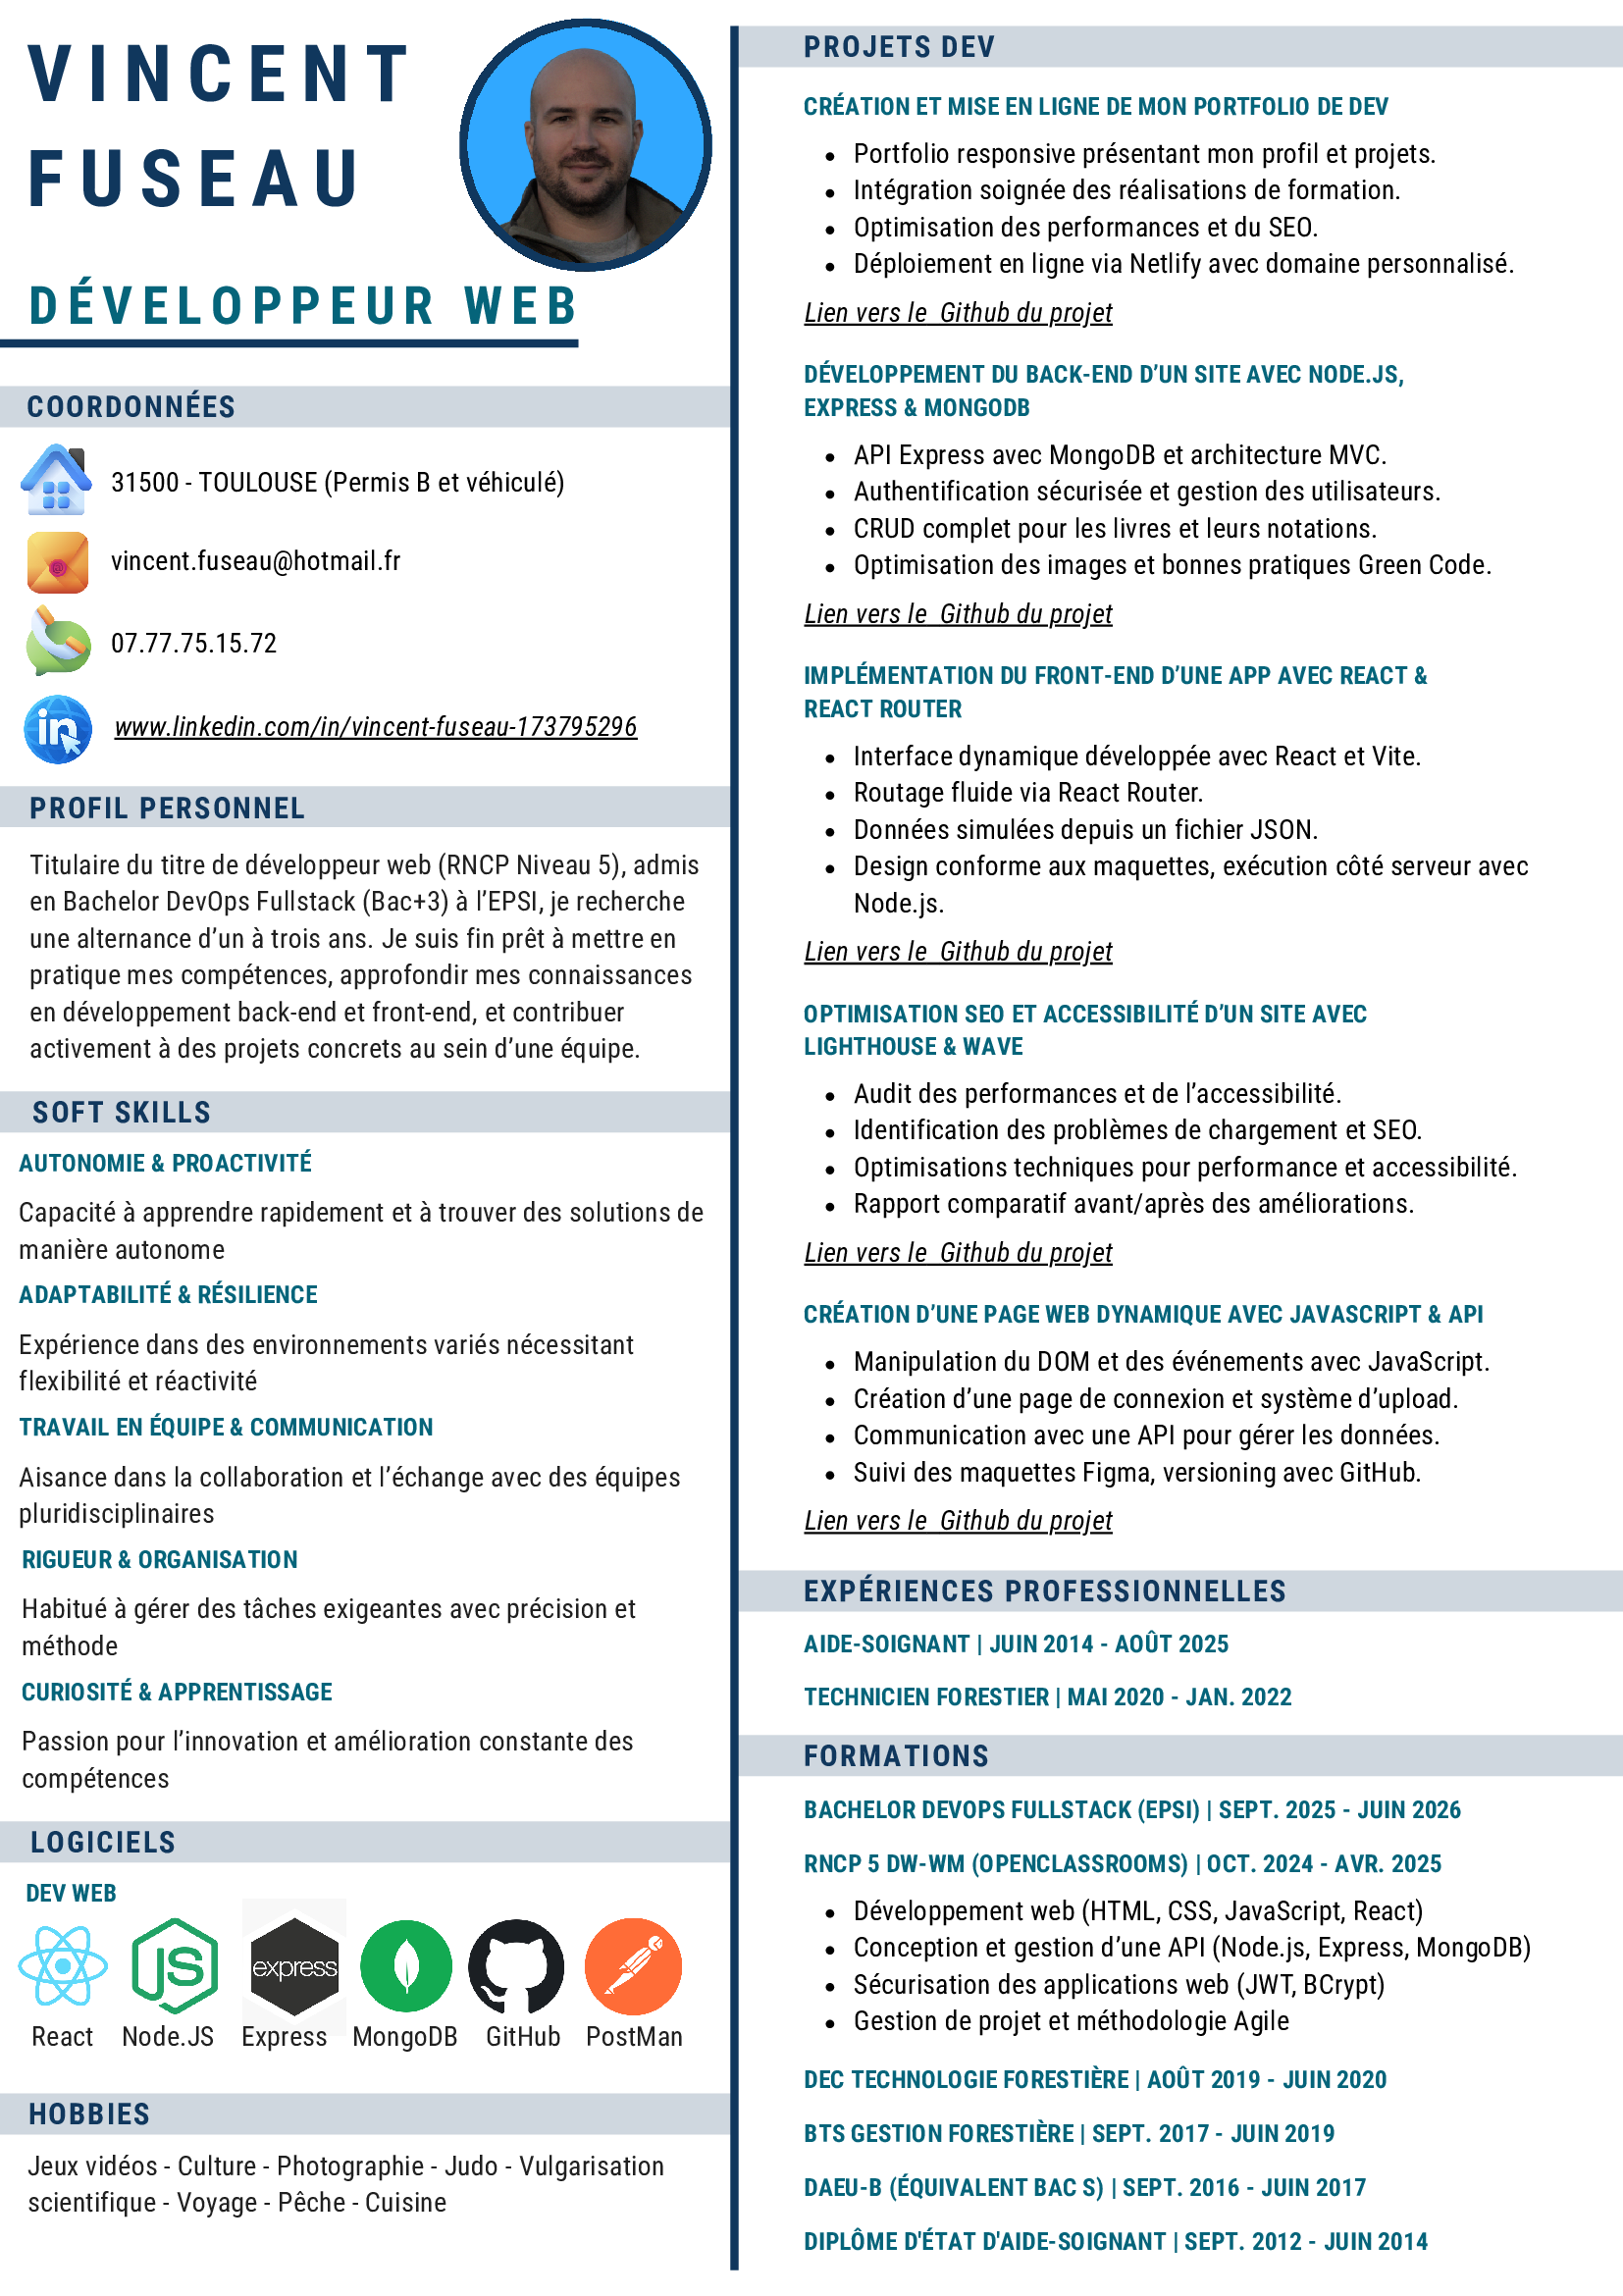 VINCENT
FUSEAU
DÉVELOPPEUR WEB
COORDONNÉES
31500 - TOULOUSE (Permis B et véhiculé)
vincent.fuseau@hotmail.fr
07.77.75.15.72
in
www.linkedin.com/in/vincent-fuseau-173795296
PROFIL PERSONNEL
Titulaire du titre de développeur web (RNCP Niveau 5), admis
en Bachelor DevOps Fullstack (Bac+3) à l’EPSI, je recherche
une alternance d’un à trois ans. Je suis fin prêt à mettre en
pratique mes compétences, approfondir mes connaissances
en développement back-end et front-end, et contribuer
activement à des projets concrets au sein d’une équipe.
SOFT SKILLS
AUTONOMIE & PROACTIVITÉ
Capacité à apprendre rapidement et à trouver des solutions de
manière autonome
ADAPTABILITÉ & RÉSILIENCE
Expérience dans des environnements variés nécessitant
flexibilité et réactivité
TRAVAIL EN ÉQUIPE & COMMUNICATION
Aisance dans la collaboration et l’échange avec des équipes
pluridisciplinaires
RIGUEUR & ORGANISATION
Habitué à gérer des tâches exigeantes avec précision et
méthode
CURIOSITÉ & APPRENTISSAGE
Passion pour l’innovation et amélioration constante des
compétences
LOGICIELS
DEV WEB
JS express
React Node.JS Express MongoDB GitHub PostMan
HOBBIES
Jeux vidéos - Culture - Photographie - Judo - Vulgarisation
scientifique - Voyage - Pêche - Cuisine
PROJETS DEV
CRÉATION ET MISE EN LIGNE DE MON PORTFOLIO DE DEV
• Portfolio responsive présentant mon profil et projets.
• Intégration soignée des réalisations de formation.
• Optimisation des performances et du SEO.
• Déploiement en ligne via Netlify avec domaine personnalisé.
Lien vers le  Github du projet
DÉVELOPPEMENT DU BACK-END D’UN SITE AVEC NODE.JS,
EXPRESS & MONGODB
• API Express avec MongoDB et architecture MVC.
• Authentification sécurisée et gestion des utilisateurs.
• CRUD complet pour les livres et leurs notations.
• Optimisation des images et bonnes pratiques Green Code.
Lien vers le  Github du projet
IMPLÉMENTATION DU FRONT-END D’UNE APP AVEC REACT &
REACT ROUTER
• Interface dynamique développée avec React et Vite.
• Routage fluide via React Router.
• Données simulées depuis un fichier JSON.
• Design conforme aux maquettes, exécution côté serveur avec
Node.js.
Lien vers le  Github du projet
OPTIMISATION SEO ET ACCESSIBILITÉ D’UN SITE AVEC
LIGHTHOUSE & WAVE
• Audit des performances et de l’accessibilité.
• Identification des problèmes de chargement et SEO.
• Optimisations techniques pour performance et accessibilité.
• Rapport comparatif avant/après des améliorations.
Lien vers le  Github du projet
CRÉATION D’UNE PAGE WEB DYNAMIQUE AVEC JAVASCRIPT & API
• Manipulation du DOM et des événements avec JavaScript.
• Création d’une page de connexion et système d’upload.
• Communication avec une API pour gérer les données.
• Suivi des maquettes Figma, versioning avec GitHub.
Lien vers le  Github du projet
EXPÉRIENCES PROFESSIONNELLES
AIDE-SOIGNANT | JUIN 2014 - AOÛT 2025
TECHNICIEN FORESTIER | MAI 2020 - JAN. 2022
FORMATIONS
BACHELOR DEVOPS FULLSTACK (EPSI) | SEPT. 2025 - JUIN 2026
RNCP 5 DW-WM (OPENCLASSROOMS) | OCT. 2024 - AVR. 2025
• Développement web (HTML, CSS, JavaScript, React)
• Conception et gestion d’une API (Node.js, Express, MongoDB)
• Sécurisation des applications web (JWT, BCrypt)
• Gestion de projet et méthodologie Agile
DEC TECHNOLOGIE FORESTIÈRE | AOÛT 2019 - JUIN 2020
BTS GESTION FORESTIÈRE | SEPT. 2017 - JUIN 2019
DAEU-B (ÉQUIVALENT BAC S) | SEPT. 2016 - JUIN 2017
DIPLÔME D'ÉTAT D'AIDE-SOIGNANT | SEPT. 2012 - JUIN 2014